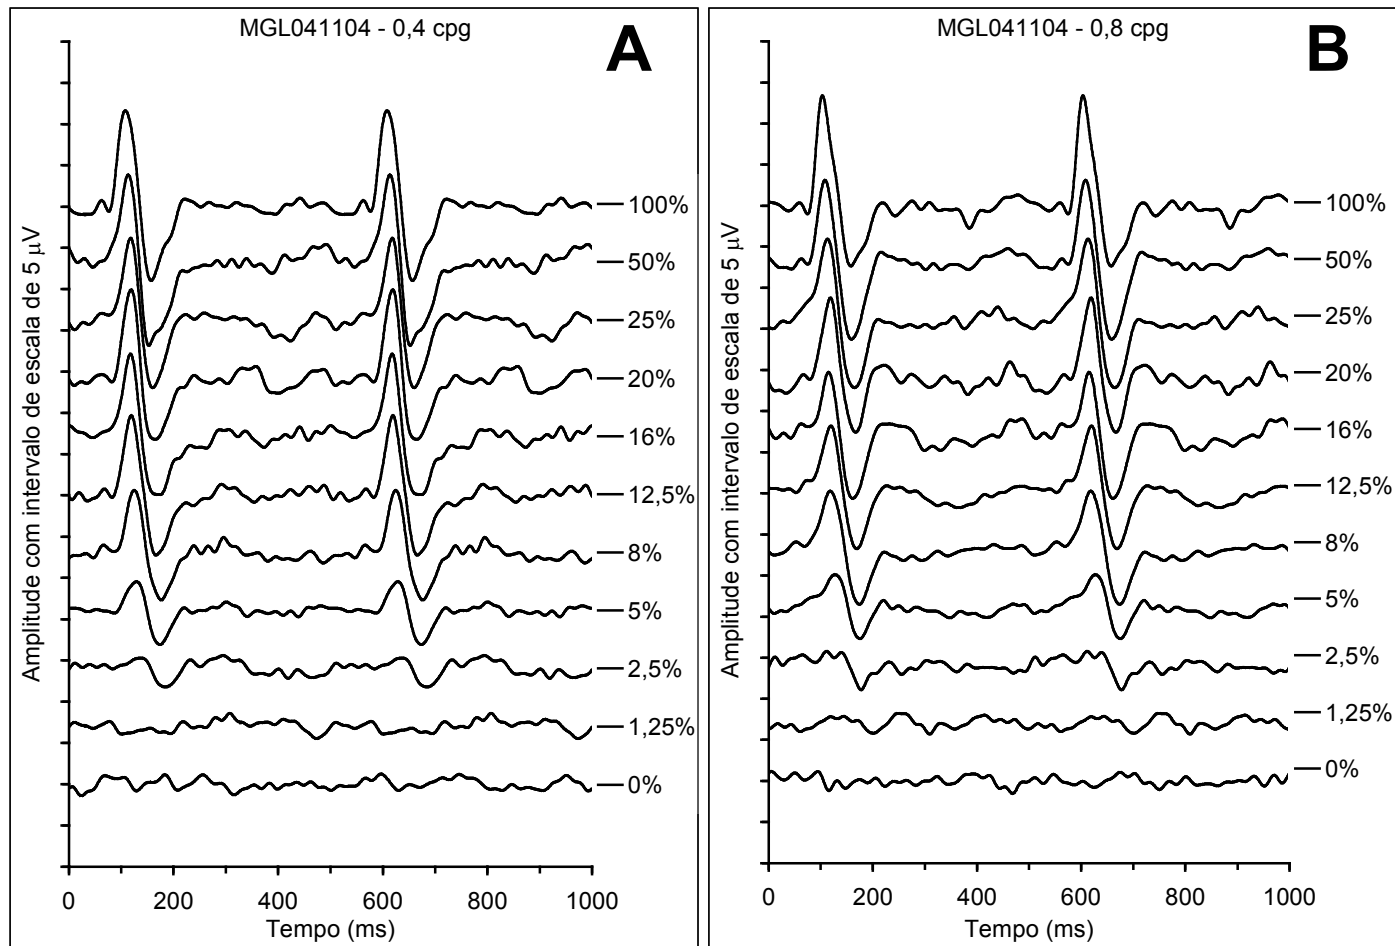 MGL041104 - 0,4 cpg
A
Amplitude com intervalo de escala de 5 µV
100%
50%
25%
20%
16%
12,5%
8%
5%
2,5%
1,25%
0%
0 200 400 600 800 1000
Tempo (ms)
MGL041104 - 0,8 cpg
B
Amplitude com intervalo de escala de 5 µV
100%
50%
25%
20%
16%
12,5%
8%
5%
2,5%
1,25%
0%
0 200 400 600 800 1000
Tempo (ms)